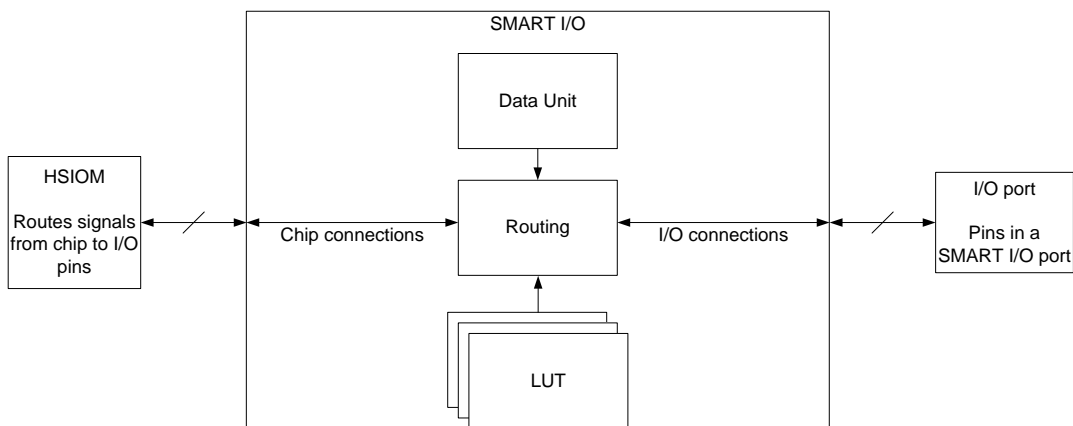 SMART I/O
Data Unit
HSIOM
Routes signals
from chip to I/O
pins
Chip connections
Routing
I/O connections
I/O port
Pins in a
SMART I/O port
LUT